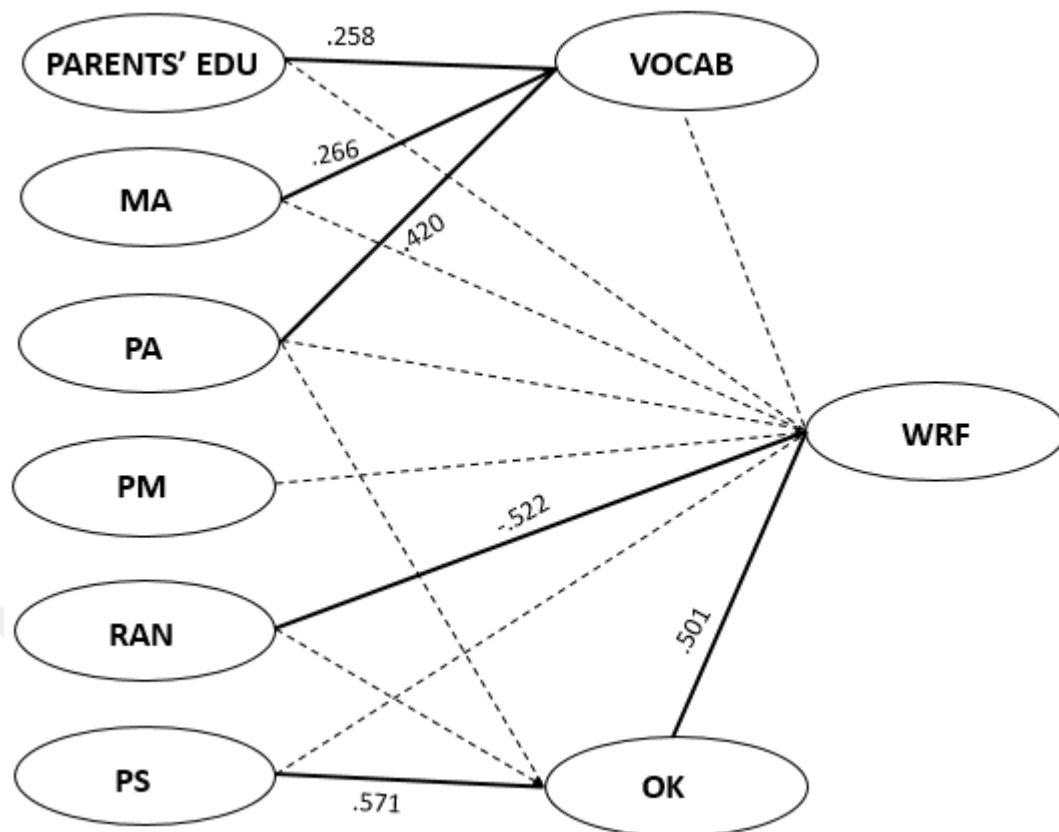 .258
PARENTS' EDU
VOCAB
.266
MA
.420
PA
WRF
PM
-.522
RAN
.501
PS
.571
OK